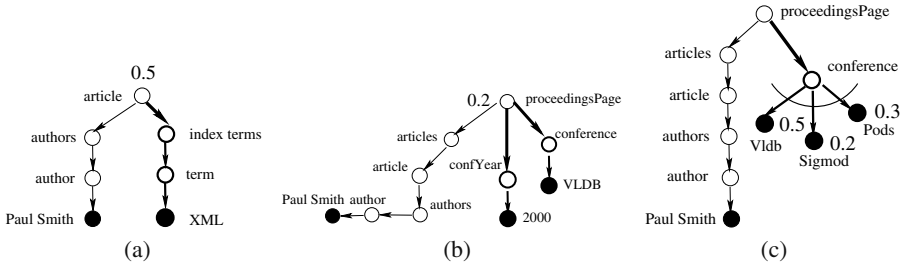 0.5
article
authors
index terms
author
term
Paul Smith
XML
(a)
0.2
proceedingsPage
articles
conference
article
confYear
VLDB
Paul Smith author
authors
2000
(b)
proceedingsPage
articles
conference
article
0.5
0.3
Vldb
Pods
authors
0.2
Sigmod
author
Paul Smith
(c)